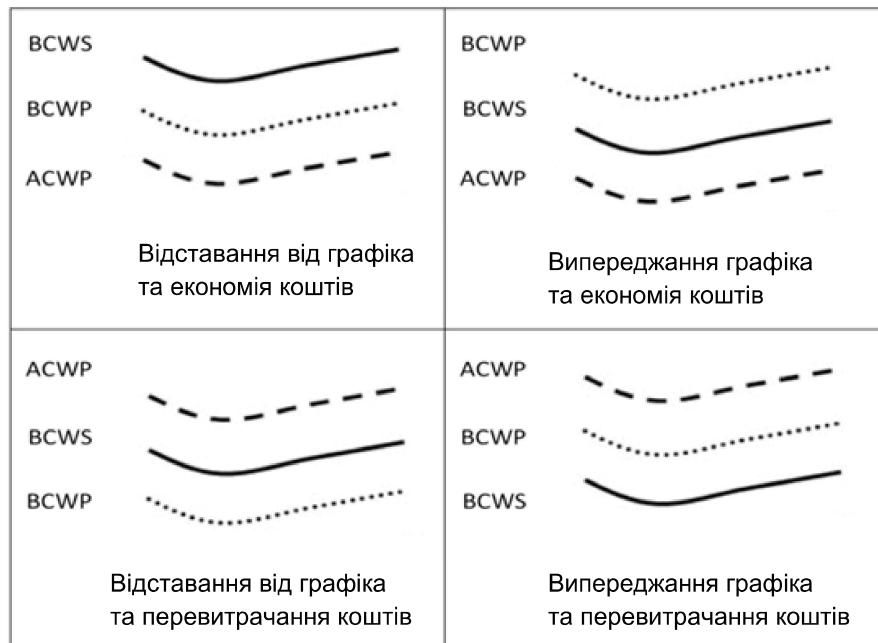 BCWS
BCWP
ACWP
Відставання від графіка
та економія коштів
BCWP
BCWS
ACWP
Випереджання графіка
та економія коштів
ACWP
BCWS
BCWP
Відставання від графіка
та перевитрачання коштів
ACWP
BCWP
BCWS
Випереджання графіка
та перевитрачання коштів